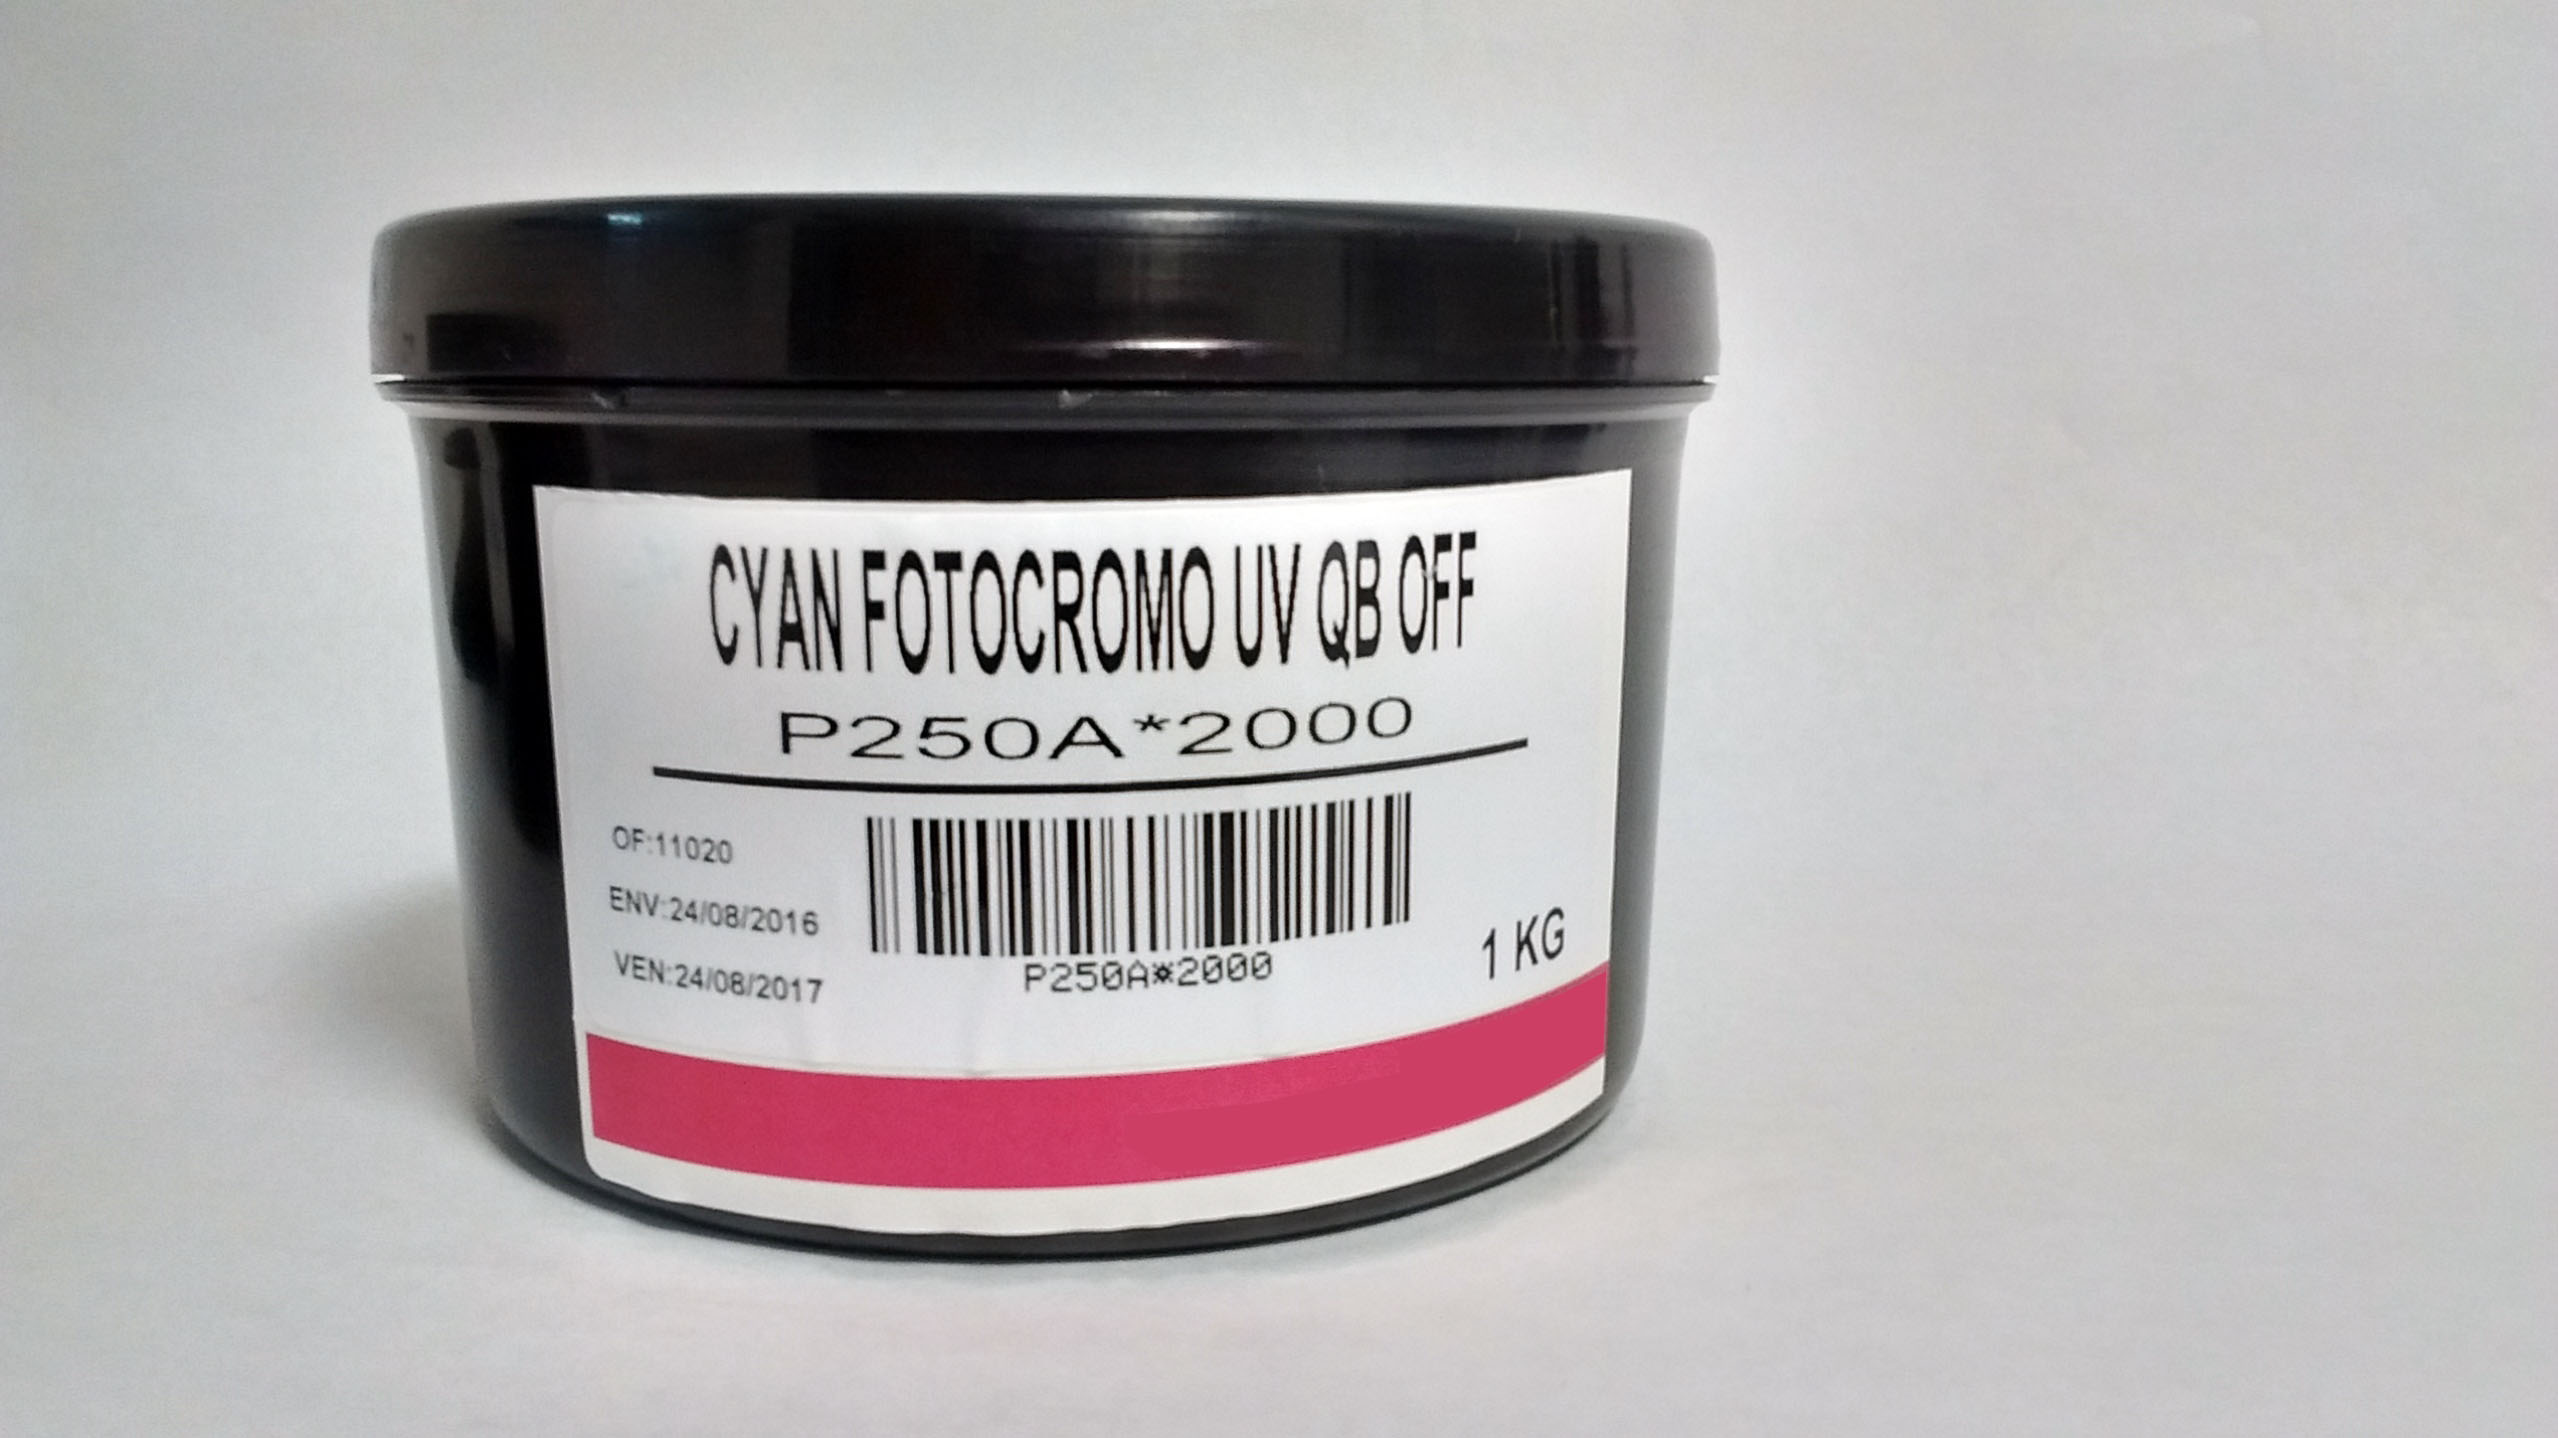 CYAN FOTOCROMO UV QB OFF
P250A*2000
OF:11020
ENV:24/08/2016
VEN:24/08/2017
P250A*2000
1 KG